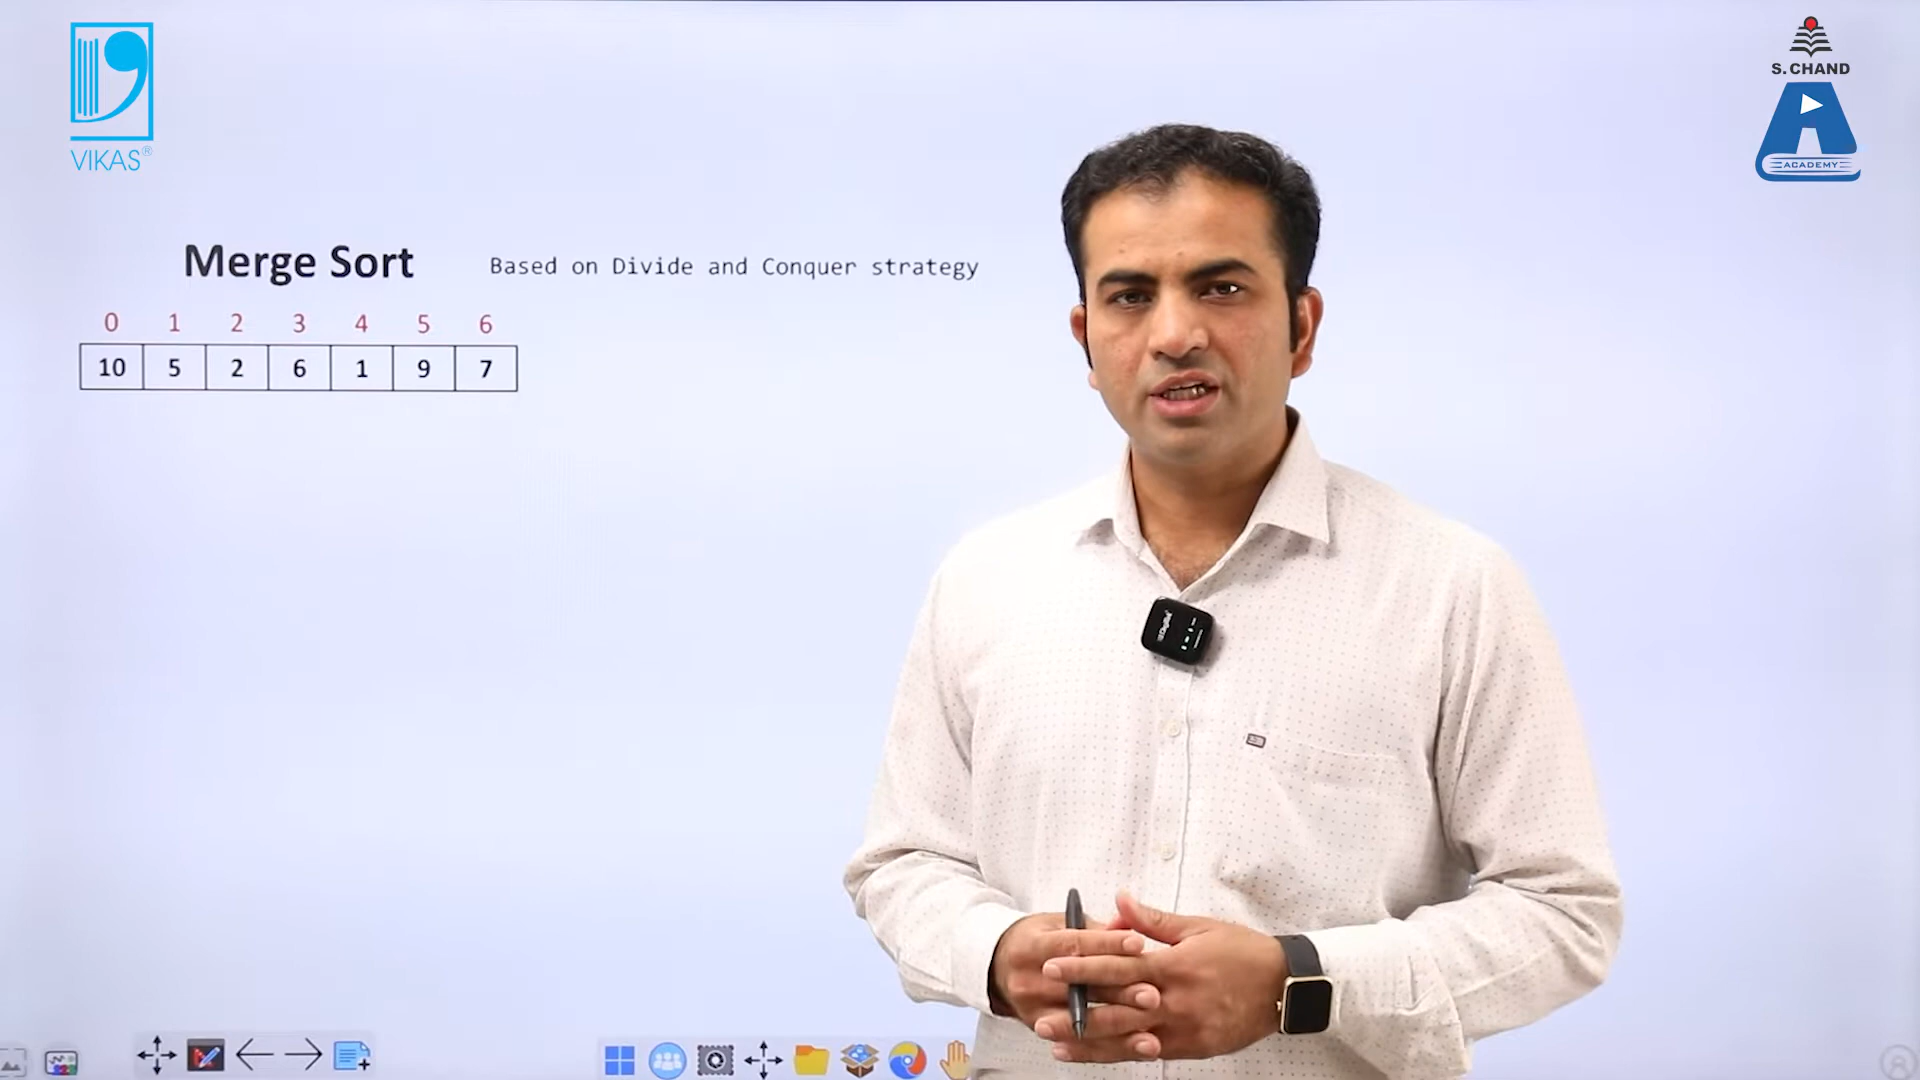 VIKAS®
S. CHAND
ACADEMY
Merge Sort
Based on Divide and Conquer strategy
0 1 2 3 4 5 6
10 5 2 6 1 9 7